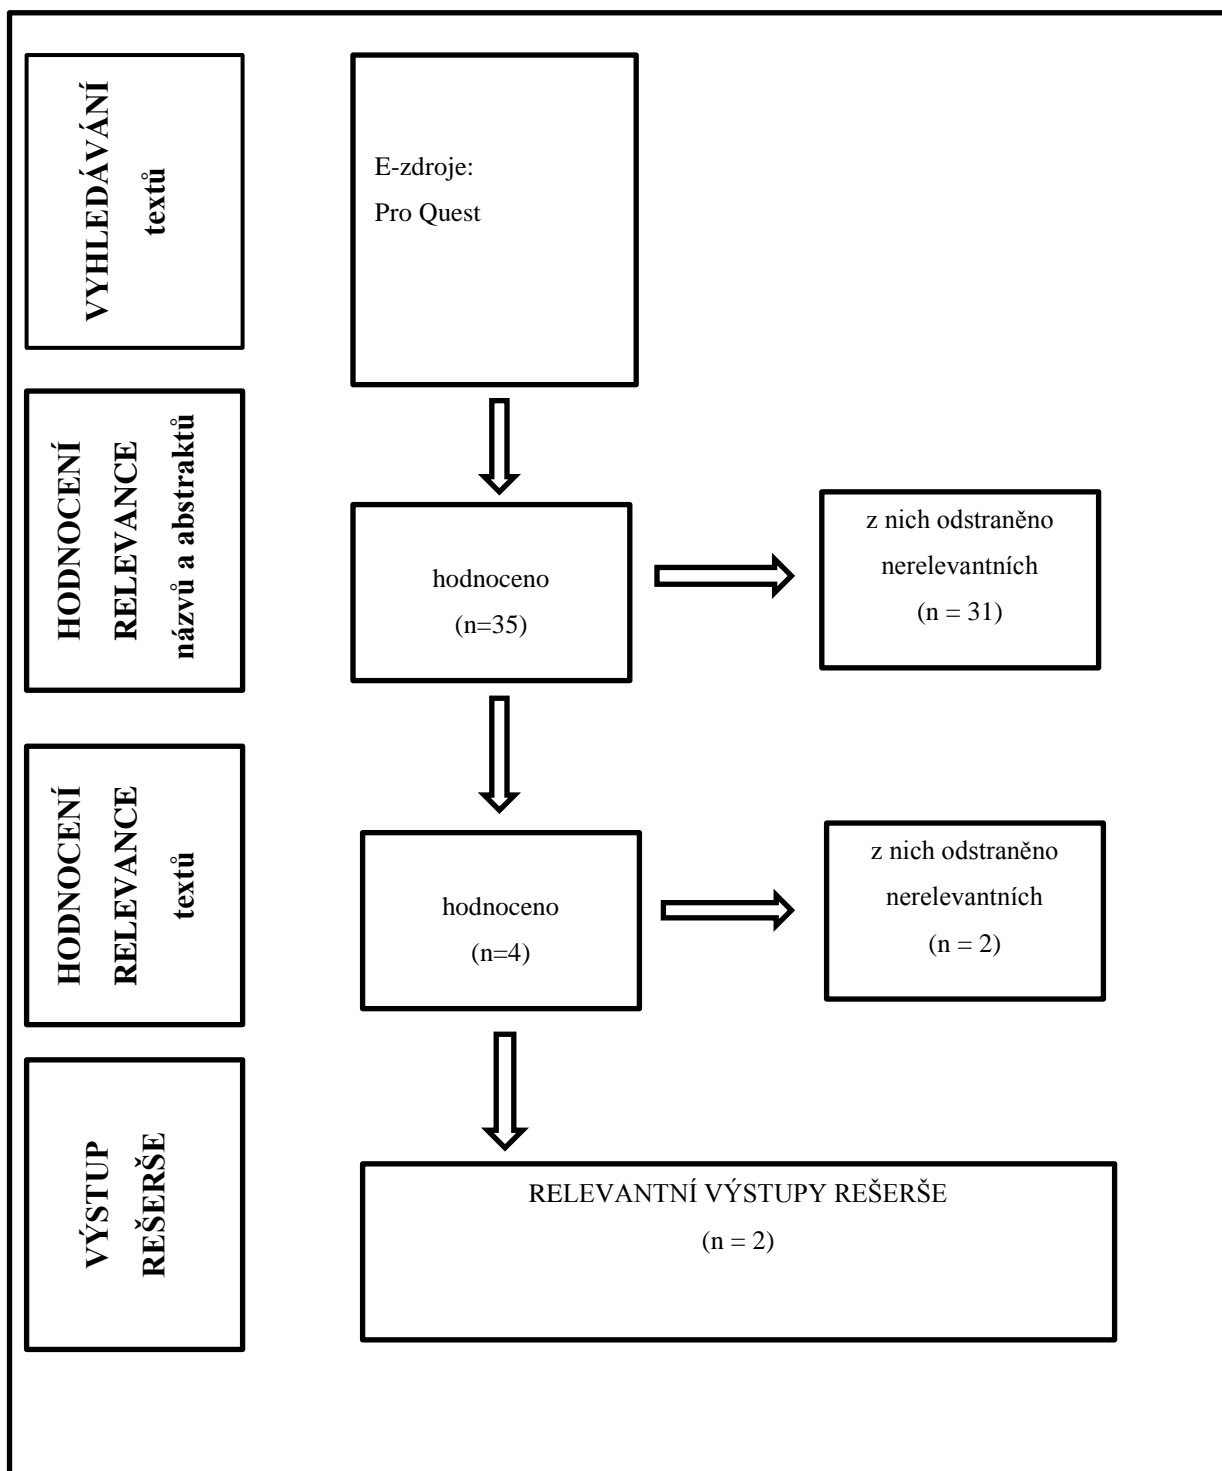 VYHLEDÁVÁNÍ
textů
E-zdroje:
Pro Quest
HODNOCENÍ
RELEVANCE
názvů a abstraktů
hodnoceno
(n=35)
z nich odstraněno
nerelevantních
(n = 31)
HODNOCENÍ
RELEVANCE
textů
hodnoceno
(n=4)
z nich odstraněno
nerelevantních
(n = 2)
VÝSTUP
REŠERŠE
RELEVANTNÍ VÝSTUPY REŠERŠE
(n = 2)